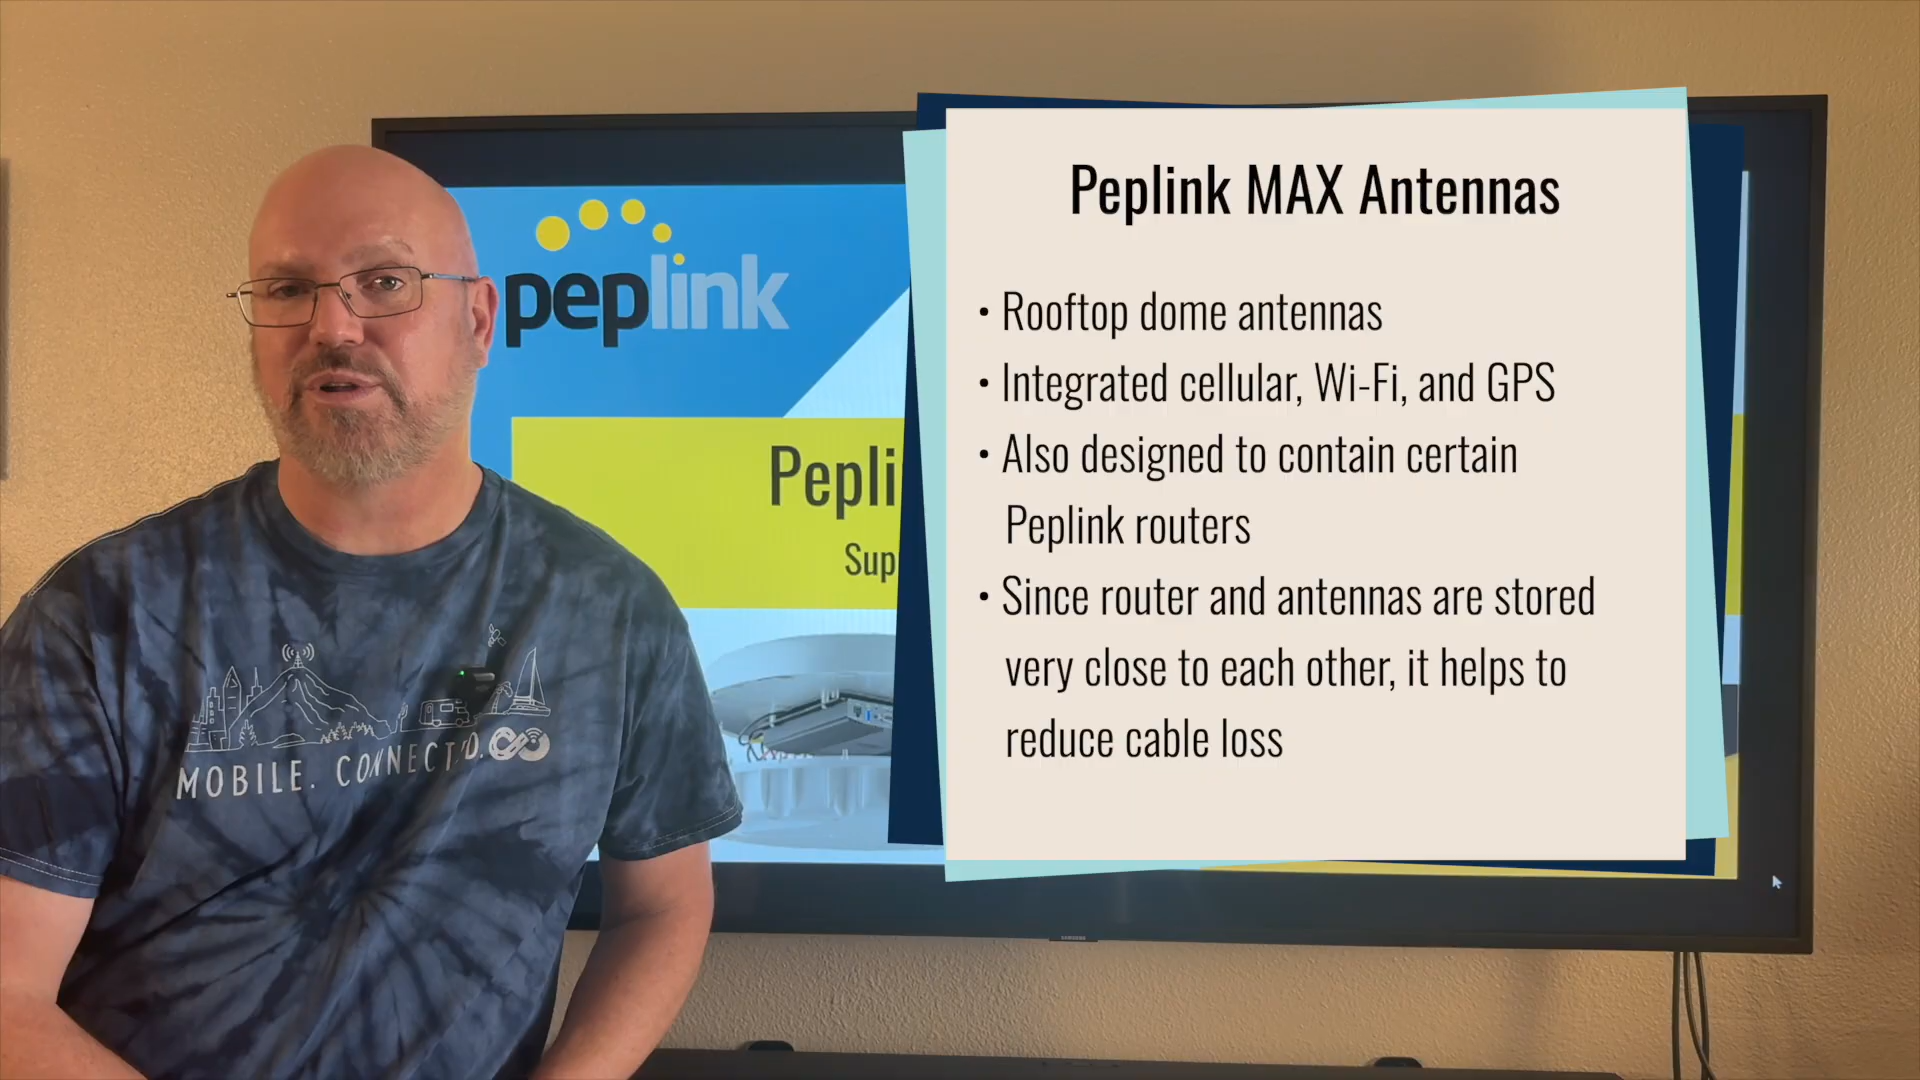 Peplink MAX Antennas
• Rooftop dome antennas
• Integrated cellular, Wi-Fi, and GPS
• Also designed to contain certain
Peplink routers
• Since router and antennas are stored
very close to each other, it helps to
reduce cable loss
peplink
Pepli
Sup
MOBILE. CONNECTED.
SAMSUNG